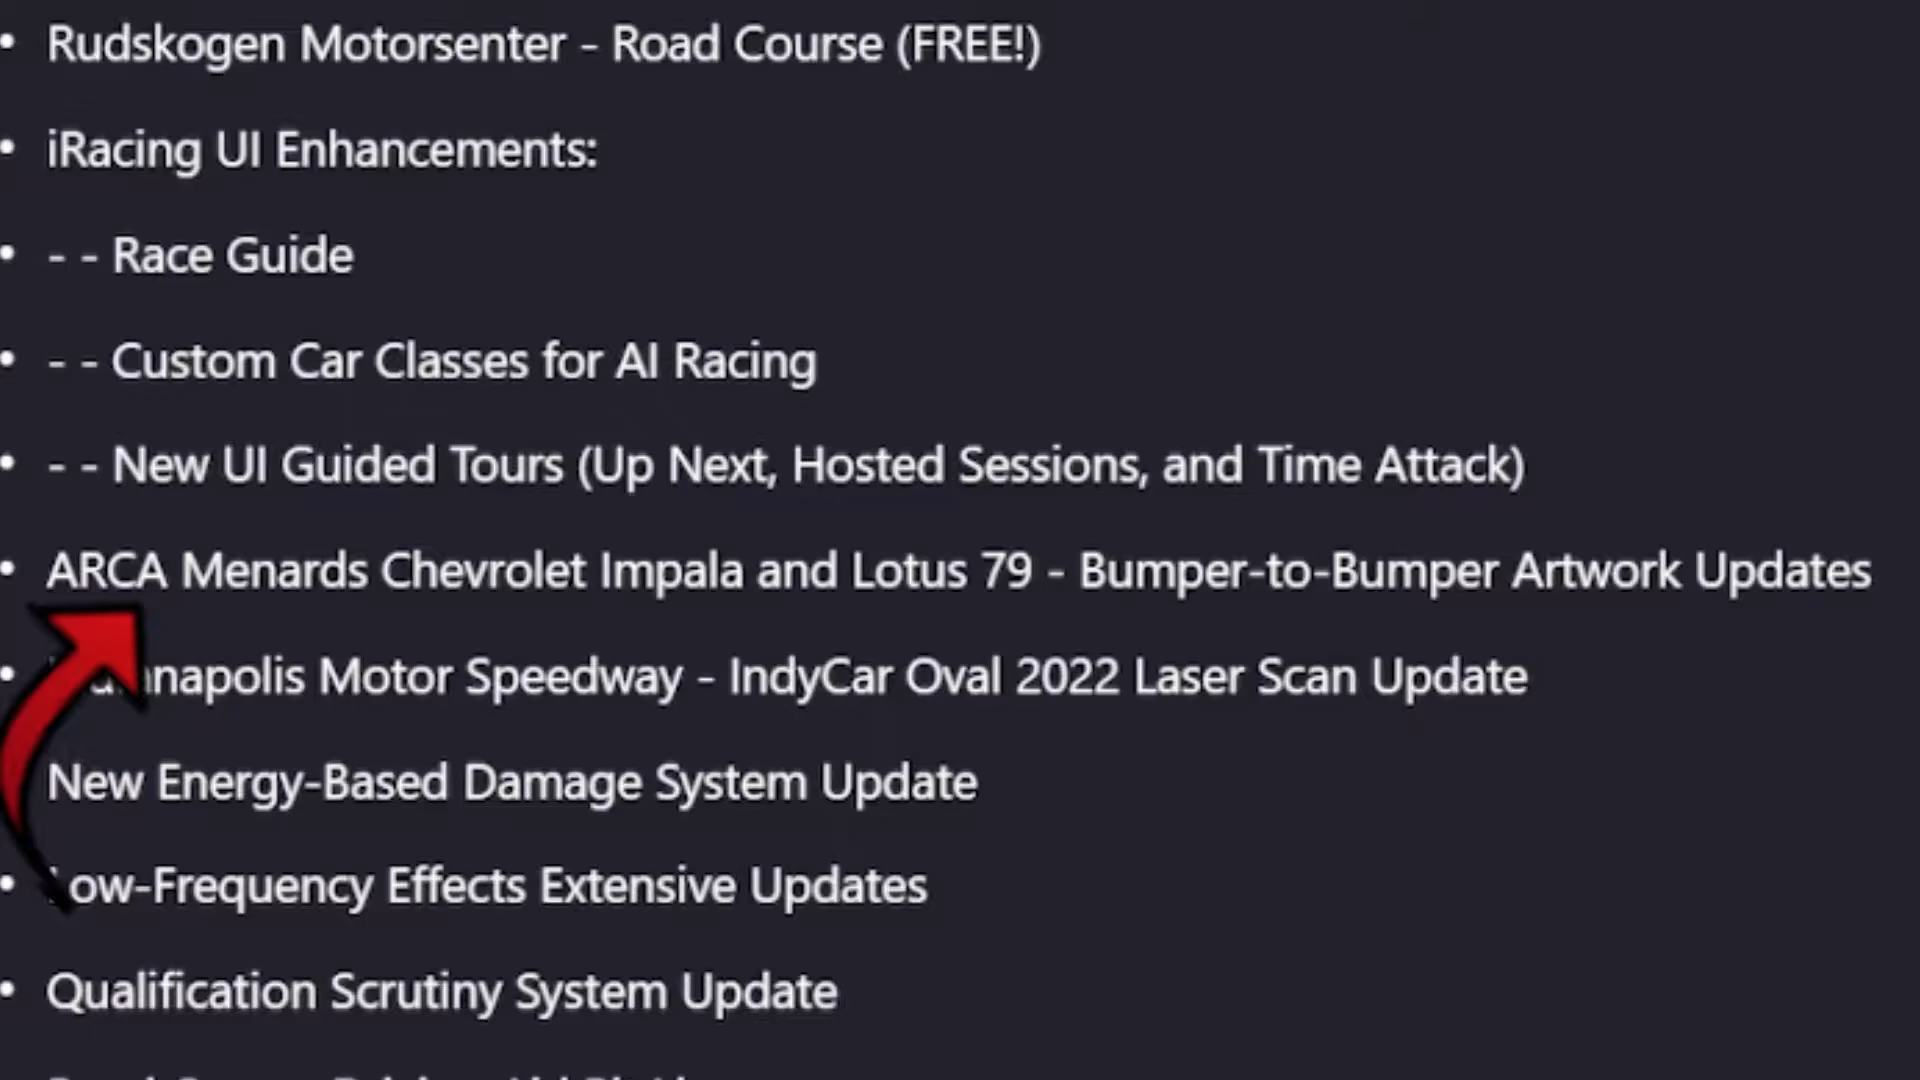 • Rudskogen Motorsenter - Road Course (FREE!)
• iRacing UI Enhancements:
• - - Race Guide
• - - Custom Car Classes for AI Racing
• - - New UI Guided Tours (Up Next, Hosted Sessions, and Time Attack)
• ARCA Menards Chevrolet Impala and Lotus 79 - Bumper-to-Bumper Artwork Updates
• Motor Speedway - IndyCar Oval 2022 Laser Scan Update
New Energy-Based Damage System Update
• Low-Frequency Effects Extensive Updates
• Qualification Scrutiny System Update